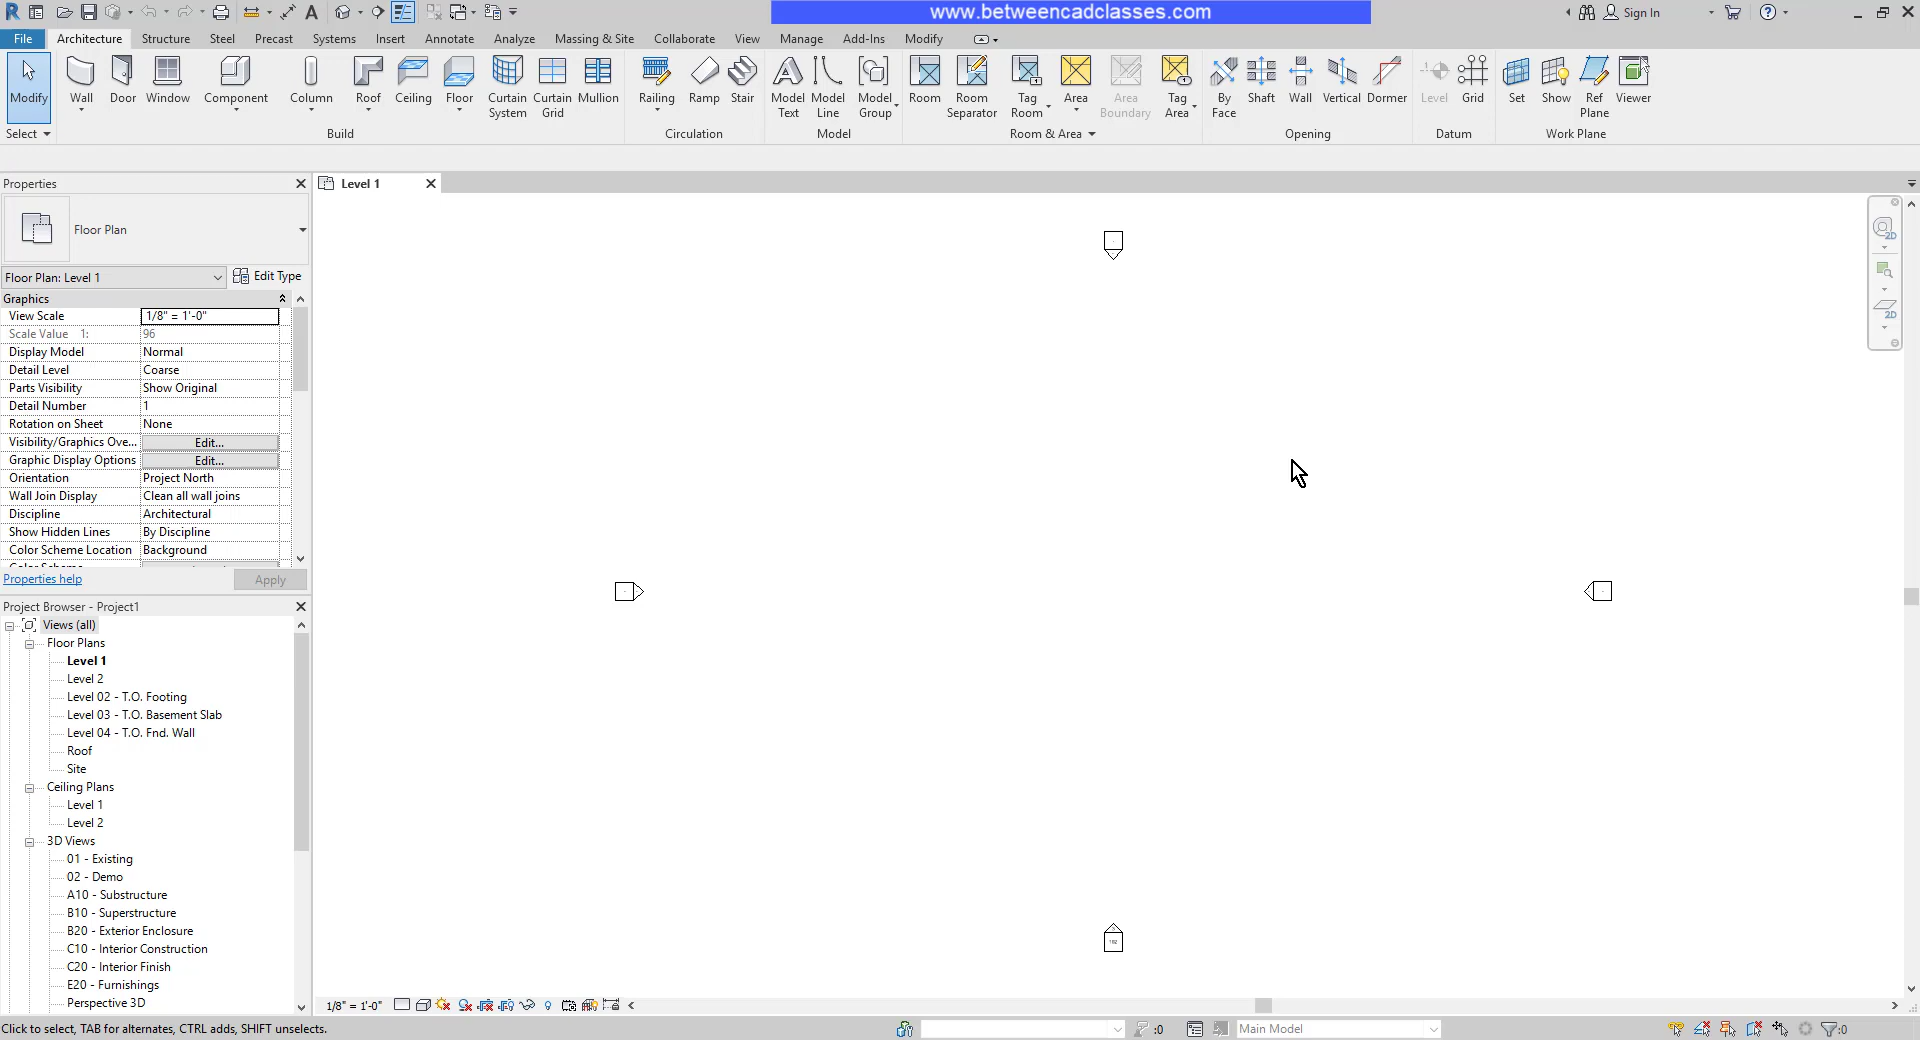 www.betweencadclasses.com
Sign In
File Architecture Structure Steel Precast Systems Insert Annotate Analyze Massing & Site Collaborate View Manage Add-Ins Modify
Modify
Wall
Door
Window
Component
Column
Roof
Ceiling
Floor
Curtain System
Curtain Grid
Mullion
Railing
Ramp
Stair
Model Text
Model Line
Model Group
Room
Room Separator
Tag Room
Area
Area Boundary
Tag Area
By Face
Shaft
Wall
Vertical
Dormer
Level
Grid
Set
Show
Ref Plane
Viewer
Select Build Circulation Model Room & Area Opening Datum Work Plane
Properties
Level 1
Floor Plan
Floor Plan: Level 1
Edit Type
Graphics
View Scale 1/8" = 1'-0"
Scale Value 1: 96
Display Model Normal
Detail Level Coarse
Parts Visibility Show Original
Detail Number 1
Rotation on Sheet None
Visibility/Graphics Ove... Edit...
Graphic Display Options Edit...
Orientation Project North
Wall Join Display Clean all wall joins
Discipline Architectural
Show Hidden Lines By Discipline
Color Scheme Location Background
Properties help
Apply
Project Browser - Project1
Views (all)
Floor Plans
Level 1
Level 2
Level 02 - T.O. Footing
Level 03 - T.O. Basement Slab
Level 04 - T.O. Fnd. Wall
Roof
Site
Ceiling Plans
Level 1
Level 2
3D Views
01 - Existing
02 - Demo
A10 - Substructure
B10 - Superstructure
B20 - Exterior Enclosure
C10 - Interior Construction
C20 - Interior Finish
E20 - Furnishings
Perspective 3D
2D
2D
1/8" = 1'-0"
Click to select, TAB for alternates, CTRL adds, SHIFT unselects.
:0
Main Model
:0